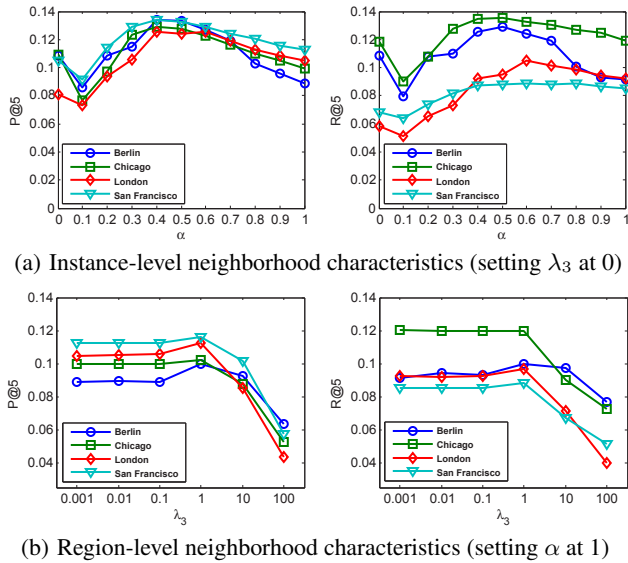 0.14
0.12
0.1
0.08
0.06
0.04
0.02
0
P@5
Berlin
Chicago
London
San Francisco
0 0.1 0.2 0.3 0.4 0.5 0.6 0.7 0.8 0.9 1
α
0.14
0.12
0.1
0.08
0.06
0.04
0.02
0
R@5
Berlin
Chicago
London
San Francisco
0 0.1 0.2 0.3 0.4 0.5 0.6 0.7 0.8 0.9 1
α
(a) Instance-level neighborhood characteristics (setting λ₃ at 0)
0.14
0.12
0.1
0.08
0.06
0.04
P@5
Berlin
Chicago
London
San Francisco
0.001 0.01 0.1 1 10 100
λ₃
0.14
0.12
0.1
0.08
0.06
0.04
R@5
Berlin
Chicago
London
San Francisco
0.001 0.01 0.1 1 10 100
λ₃
(b) Region-level neighborhood characteristics (setting α at 1)